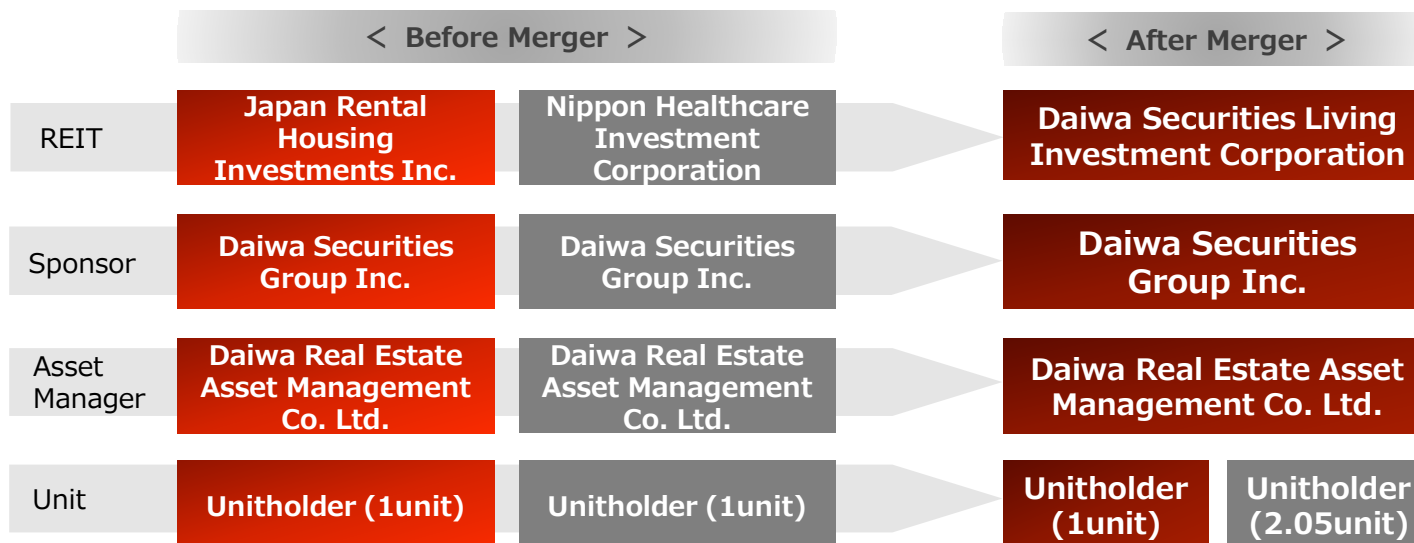 < Before Merger >
< After Merger >
REIT
Japan Rental
Housing
Investments Inc.
Nippon Healthcare
Investment
Corporation
Daiwa Securities Living
Investment Corporation
Sponsor
Daiwa Securities
Group Inc.
Daiwa Securities
Group Inc.
Daiwa Securities
Group Inc.
Asset
Manager
Daiwa Real Estate
Asset Management
Co. Ltd.
Daiwa Real Estate
Asset Management
Co. Ltd.
Daiwa Real Estate Asset
Management Co. Ltd.
Unit
Unitholder (1unit)
Unitholder (1unit)
Unitholder
(1unit)
Unitholder
(2.05unit)